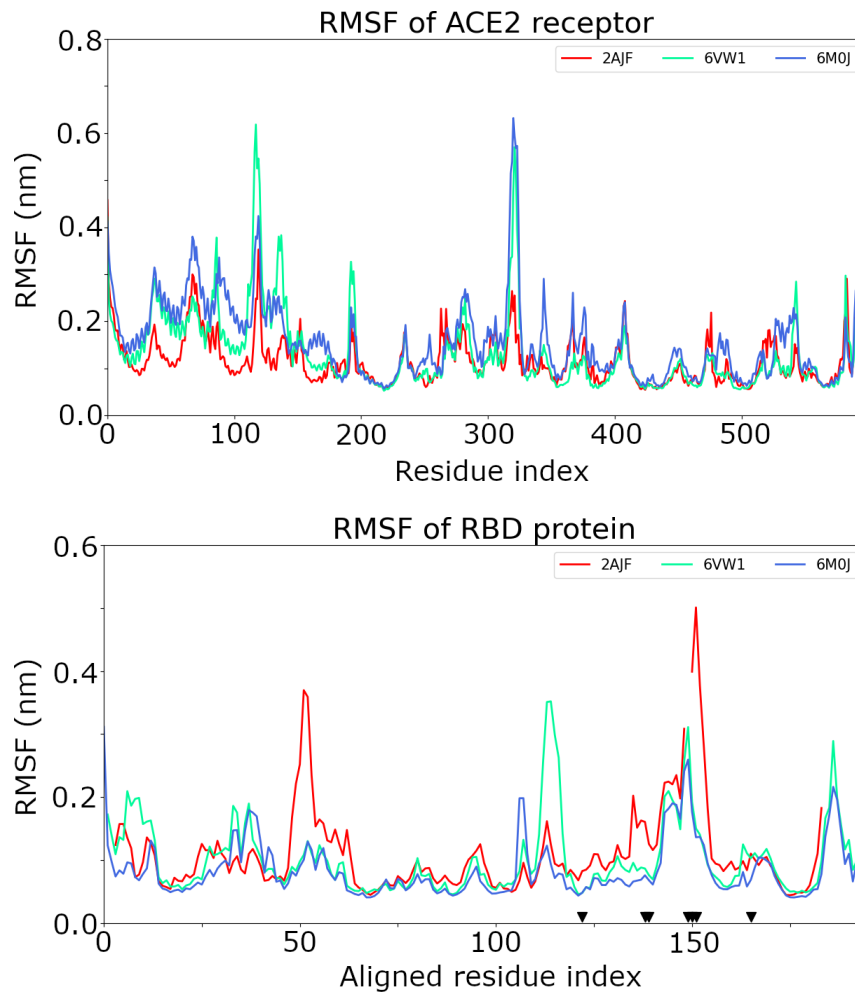 RMSF of ACE2 receptor
0.8
2AJF 6VW1 6M0J
0.6
RMSF (nm)
0.4
0.2
0.0
0 100 200 300 400 500
Residue index
RMSF of RBD protein
0.6
2AJF 6VW1 6M0J
0.4
RMSF (nm)
0.2
0.0
0 50 100 150
Aligned residue index